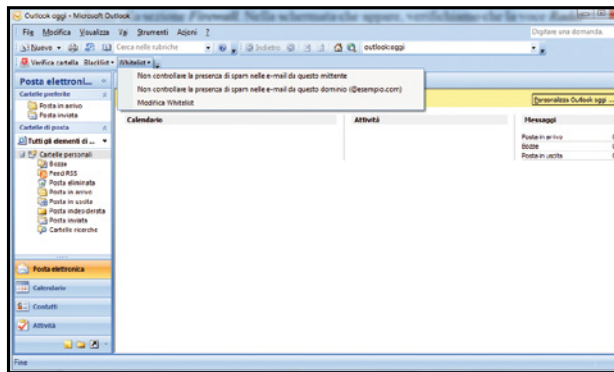 Outlook oggi - Microsoft Outlook
File Modifica Visualizza Vai Strumenti Azioni ?
Digitare una domanda.
Nuovo
Cerca nelle rubriche
Indietro
outlook:oggi
Verifica cartella Blacklist Whitelist
Non controllare la presenza di spam nelle e-mail da questo mittente
Non controllare la presenza di spam nelle e-mail da questo dominio (@esempio.com)
Modifica Whitelist
Posta elettroni...
Cartelle preferite
Posta in arrivo
Posta inviata
Cartelle di posta
Tutti gli elementi di ...
Cartelle personali
Bozze
Feed RSS
Posta eliminata
Posta in arrivo
Posta in uscita
Posta indesiderata
Posta inviata
Cartelle ricerche
Posta elettronica
Calendario
Contatti
Attività
Fine
Personalizza Outlook oggi ...
Calendario
Attività
Messaggi
Posta in arrivo
Bozze
Posta in uscita